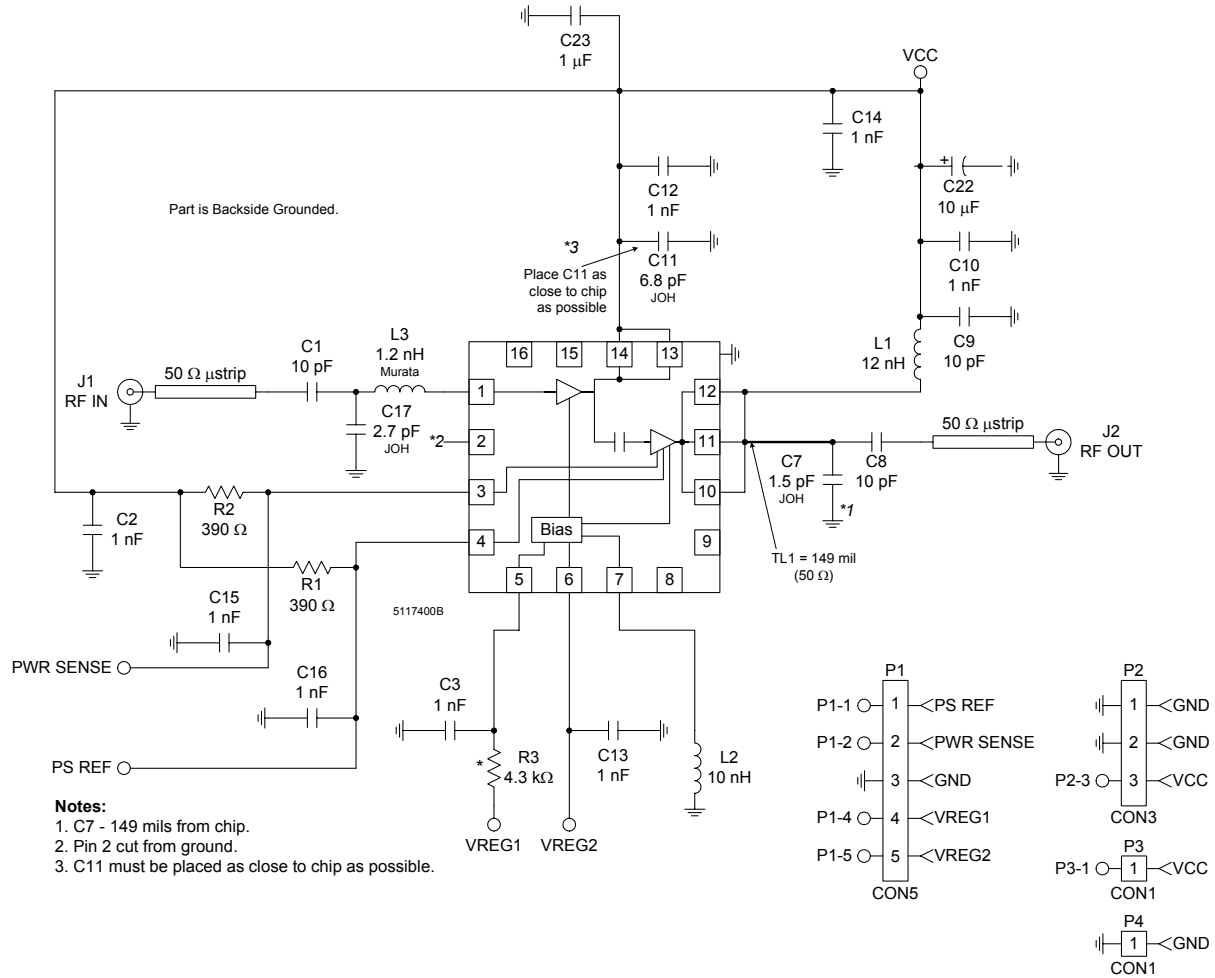 C23
1 µF
VCC
C14
1 nF
C12
1 nF
+
C22
10 µF
Part is Backside Grounded.
*3
C11
6.8 pF
JOH
Place C11 as
close to chip
as possible
C10
1 nF
L3
1.2 nH
Murata
C1
10 pF
L1
12 nH
C9
10 pF
16
15
14
13
J1
RF IN
50 Ω µstrip
1
12
C17
2.7 pF
JOH
*2
2
11
50 Ω µstrip
J2
RF OUT
C7
1.5 pF
JOH
C8
10 pF
*1
3
10
R2
390 Ω
C2
1 nF
4
Bias
9
TL1 = 149 mil
(50 Ω)
R1
390 Ω
5
6
7
8
5117400B
C15
1 nF
PWR SENSE
C16
1 nF
PS REF
C3
1 nF
*
R3
4.3 kΩ
C13
1 nF
L2
10 nH
VREG1
VREG2
P1
P1-1
1
PS REF
P1-2
2
PWR SENSE
3
GND
P1-4
4
VREG1
P1-5
5
VREG2
CON5
P2
1
GND
2
GND
P2-3
3
VCC
CON3
P3
P3-1
1
VCC
CON1
P4
1
GND
CON1
Notes:
1. C7 - 149 mils from chip.
2. Pin 2 cut from ground.
3. C11 must be placed as close to chip as possible.